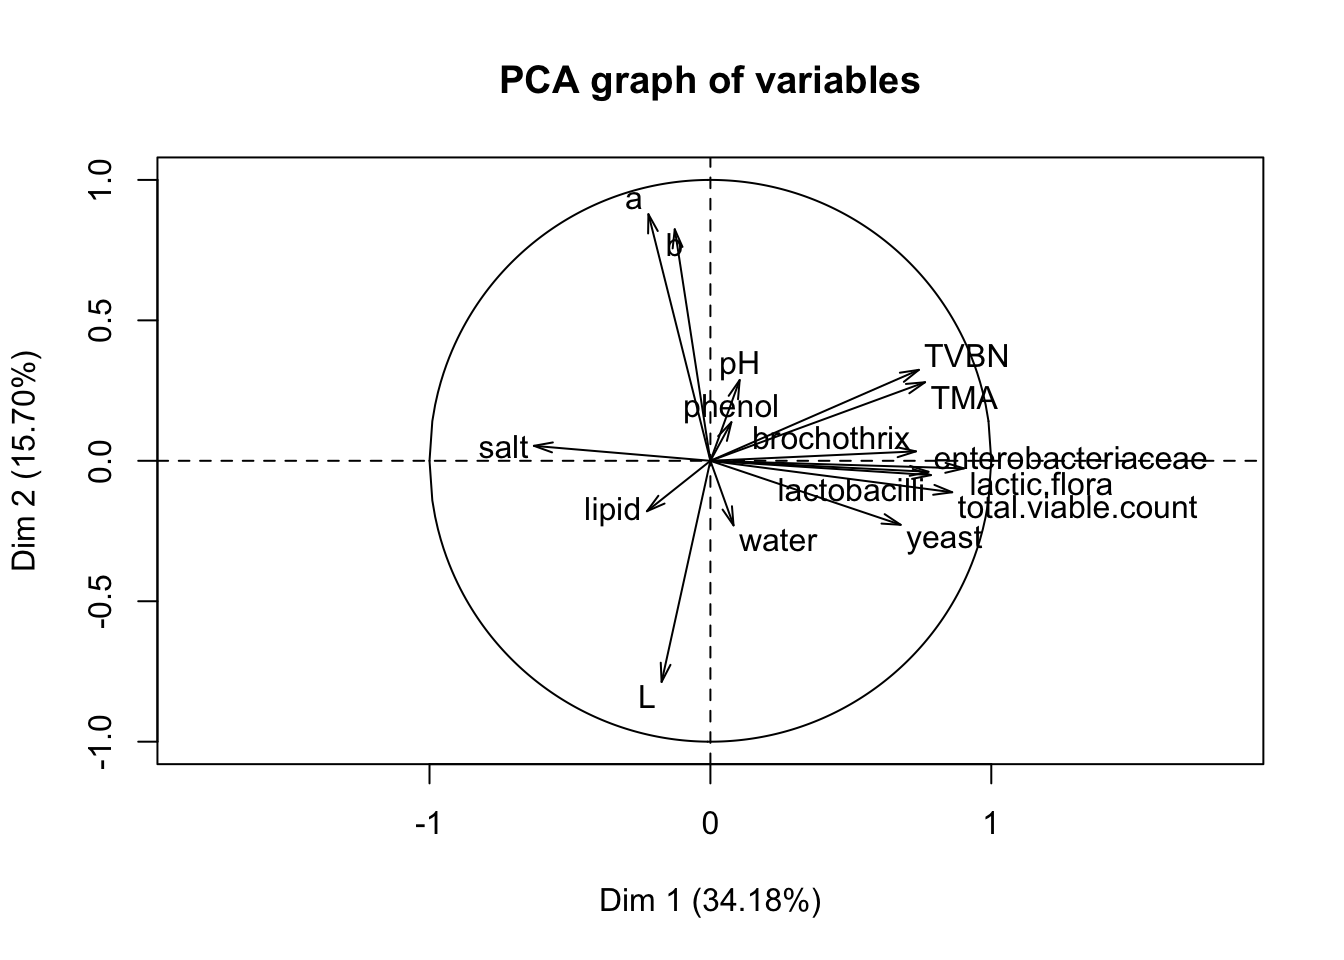 PCA graph of variables
1.0
0.5
0.0
-0.5
-1.0
Dim 2 (15.70%)
a
b
pH
TVBN
phenol
TMA
brochothrix
salt
enterobacteriaceae
lactobacilli
lactic.flora
lipid
total.viable.count
water
yeast
L
-1
0
1
Dim 1 (34.18%)